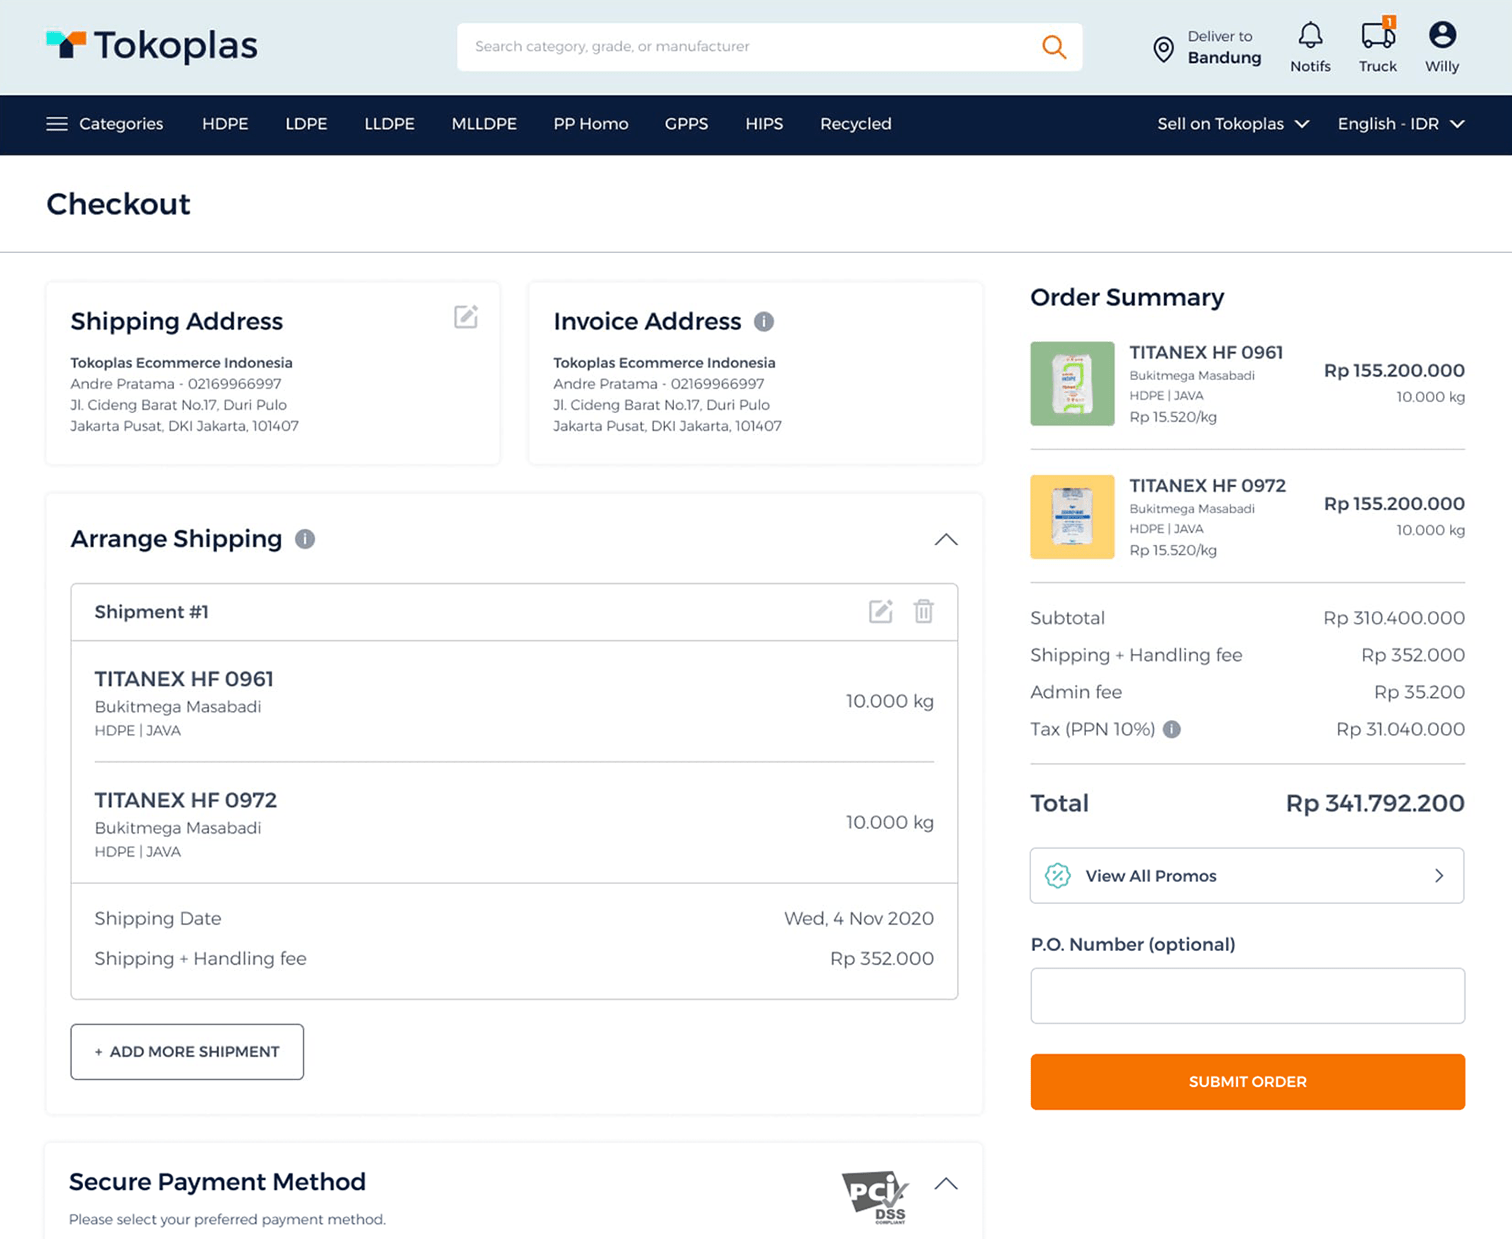 Tokoplas
Search category, grade, or manufacturer
Deliver to
Bandung
Notifs
1
Truck
Willy
Categories
HDPE
LDPE
LLDPE
MLLDPE
PP Homo
GPPS
HIPS
Recycled
Sell on Tokoplas
English - IDR
Checkout
Shipping Address
Tokoplas Ecommerce Indonesia
Andre Pratama - 02169966997
Jl. Cideng Barat No.17, Duri Pulo
Jakarta Pusat, DKI Jakarta, 101407
Invoice Address
Tokoplas Ecommerce Indonesia
Andre Pratama - 02169966997
Jl. Cideng Barat No.17, Duri Pulo
Jakarta Pusat, DKI Jakarta, 101407
Arrange Shipping
Shipment #1
TITANEX HF 0961
Bukitmega Masabadi
HDPE | JAVA
10.000 kg
TITANEX HF 0972
Bukitmega Masabadi
HDPE | JAVA
10.000 kg
Shipping Date
Wed, 4 Nov 2020
Shipping + Handling fee
Rp 352.000
+ ADD MORE SHIPMENT
Secure Payment Method
Please select your preferred payment method.
PCi
DSS
COMPLIANT
Order Summary
HDPE
TITANEX HF 0961
Bukitmega Masabadi
HDPE | JAVA
Rp 15.520/kg
Rp 155.200.000
10.000 kg
TITANEX HF 0972
Bukitmega Masabadi
HDPE | JAVA
Rp 15.520/kg
Rp 155.200.000
10.000 kg
Subtotal
Rp 310.400.000
Shipping + Handling fee
Rp 352.000
Admin fee
Rp 35.200
Tax (PPN 10%)
Rp 31.040.000
Total
Rp 341.792.200
View All Promos
P.O. Number (optional)
SUBMIT ORDER